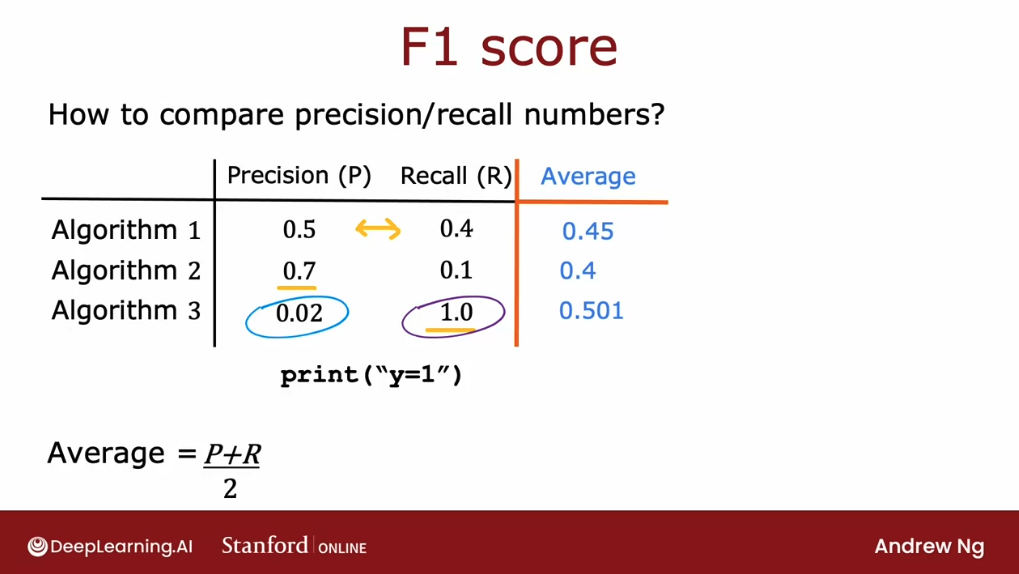 F1 score
How to compare precision/recall numbers?
Precision (P) Recall (R) Average
Algorithm 1 0.5 0.4 0.45
Algorithm 2 0.7 0.1 0.4
Algorithm 3 0.02 1.0 0.501
print(“y=1”)
Average = P+R
2
DeepLearning.AI Stanford | ONLINE Andrew Ng